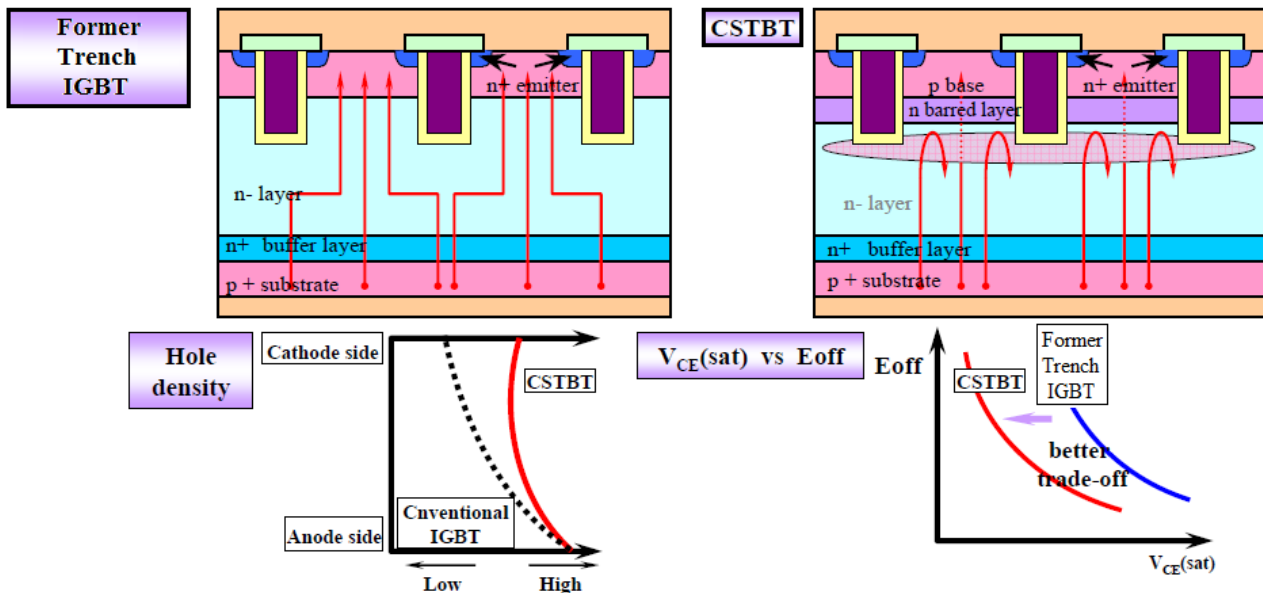 Former
Trench
IGBT
n+ emitter
n- layer
n+ buffer layer
p + substrate
CSTBT
p base
n+ emitter
n barred layer
n- layer
n+ buffer layer
p + substrate
Hole
density
Cathode side
CSTBT
Cnventional
IGBT
Anode side
Low
High
VCE(sat) vs Eoff
Eoff
CSTBT
Former
Trench
IGBT
better
trade-off
VCE(sat)